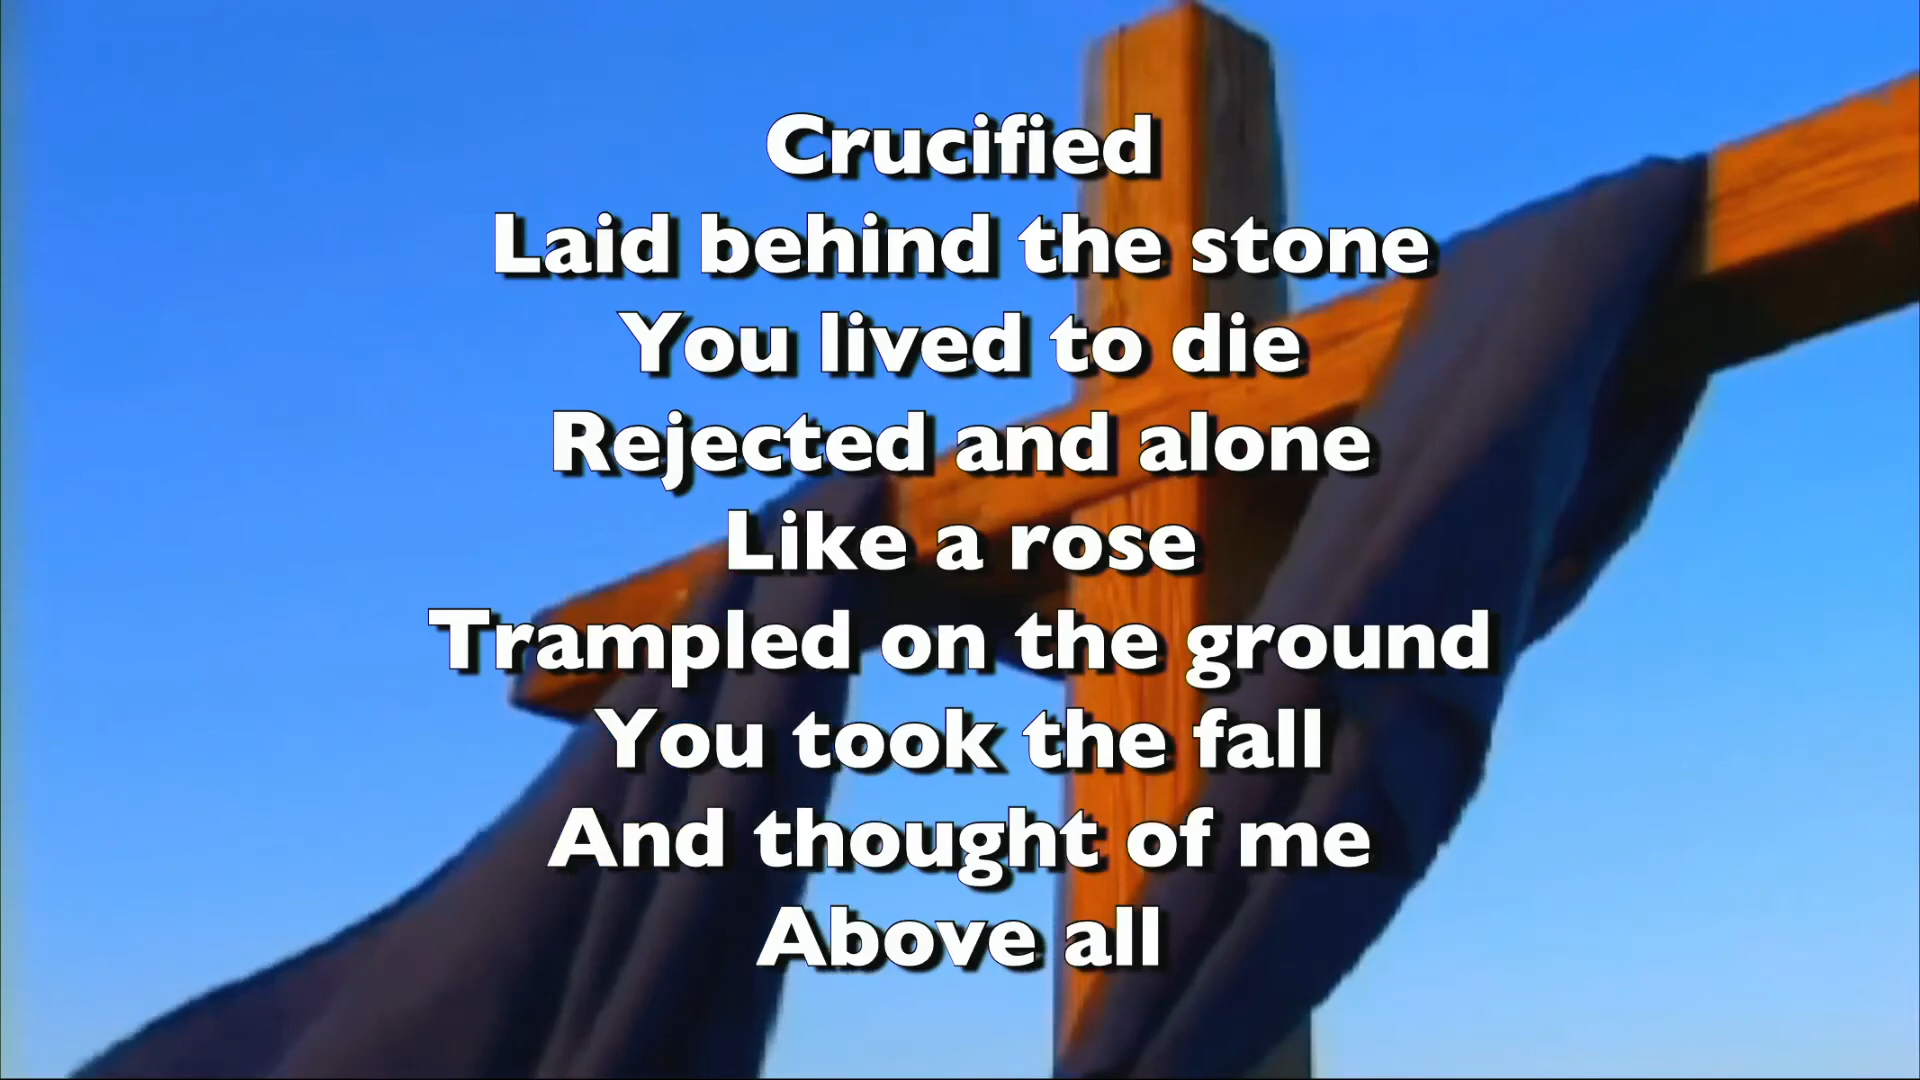 Crucified
Laid behind the stone
You lived to die
Rejected and alone
Like a rose
Trampled on the ground
You took the fall
And thought of me
Above all